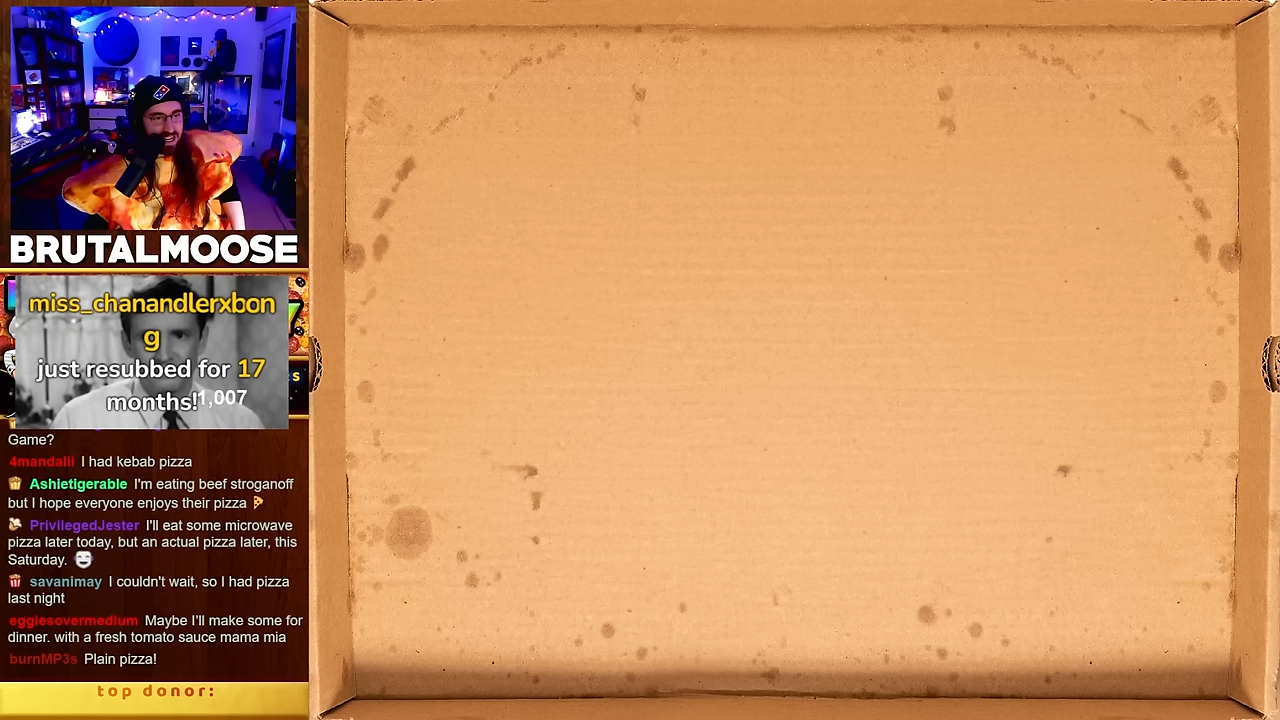 BRUTALMOOSE
miss_chanandlerxbon
g
just resubbed for 17
months!
1,007
Game?
4mandalii I had kebab pizza
Ashletigerable I'm eating beef stroganoff
but I hope everyone enjoys their pizza
PrivilegedJester I'll eat some microwave
pizza later today, but an actual pizza later, this
Saturday.
savanimay I couldn't wait, so I had pizza
last night
eggiesovermedium Maybe I'll make some for
dinner. with a fresh tomato sauce mama mia
burnMP3s Plain pizza!
top donor: